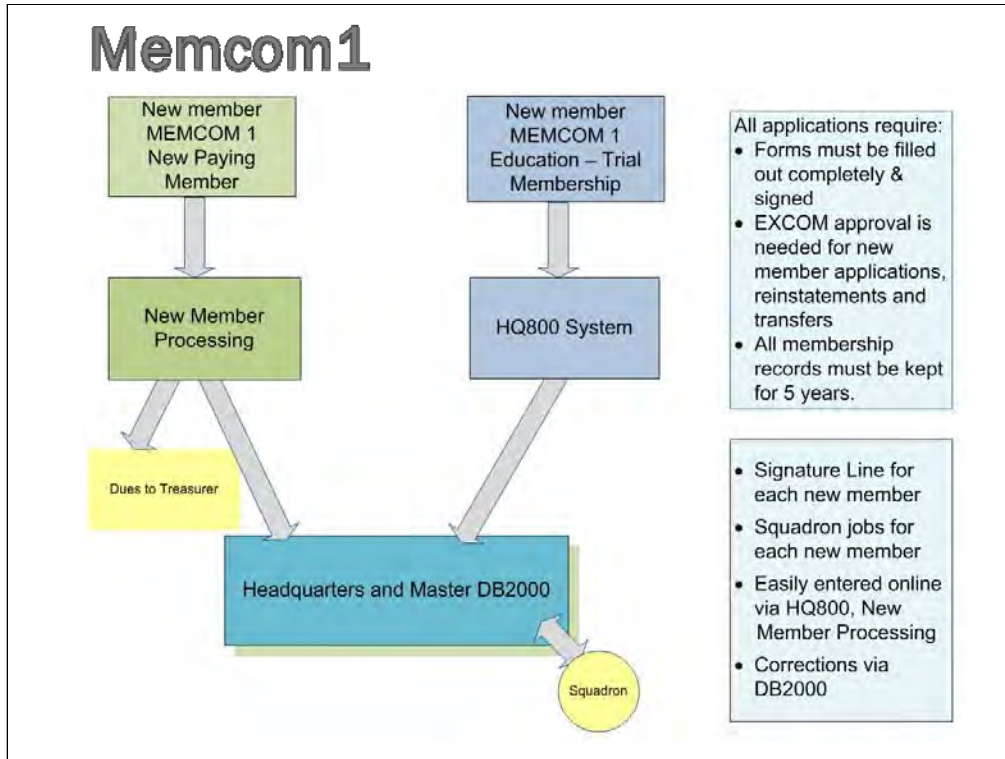 Memcom1
New member
MEMCOM 1
New Paying
Member
New member
MEMCOM 1
Education – Trial
Membership
New Member
Processing
HQ800 System
Dues to Treasurer
Headquarters and Master DB2000
Squadron
All applications require:
• Forms must be filled
out completely &
signed
• EXCOM approval is
needed for new
member applications,
reinstatements and
transfers
• All membership
records must be kept
for 5 years.
• Signature Line for
each new member
• Squadron jobs for
each new member
• Easily entered online
via HQ800, New
Member Processing
• Corrections via
DB2000